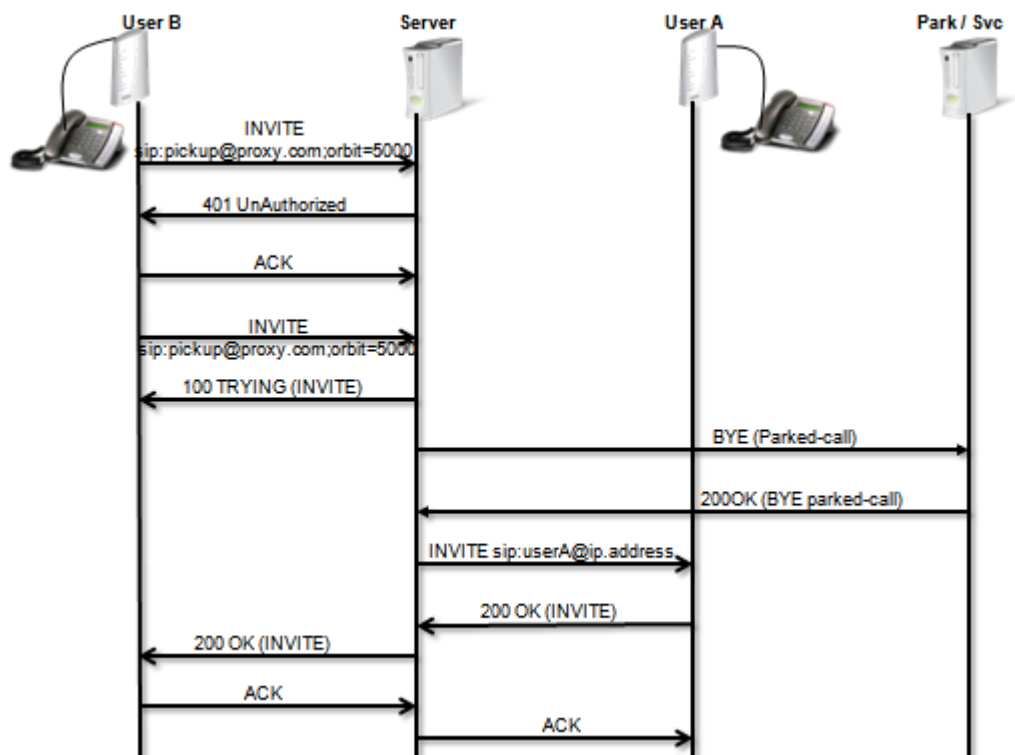 User B
Server
User A
Park / Svc
INVITE
sip:pickup@proxy.com;orbit=5000
401 UnAuthorized
ACK
INVITE
sip:pickup@proxy.com;orbit=5000
100 TRYING (INVITE)
BYE (Parked-call)
200OK (BYE parked-call)
INVITE sip:userA@ip.address
200 OK (INVITE)
200 OK (INVITE)
ACK
ACK